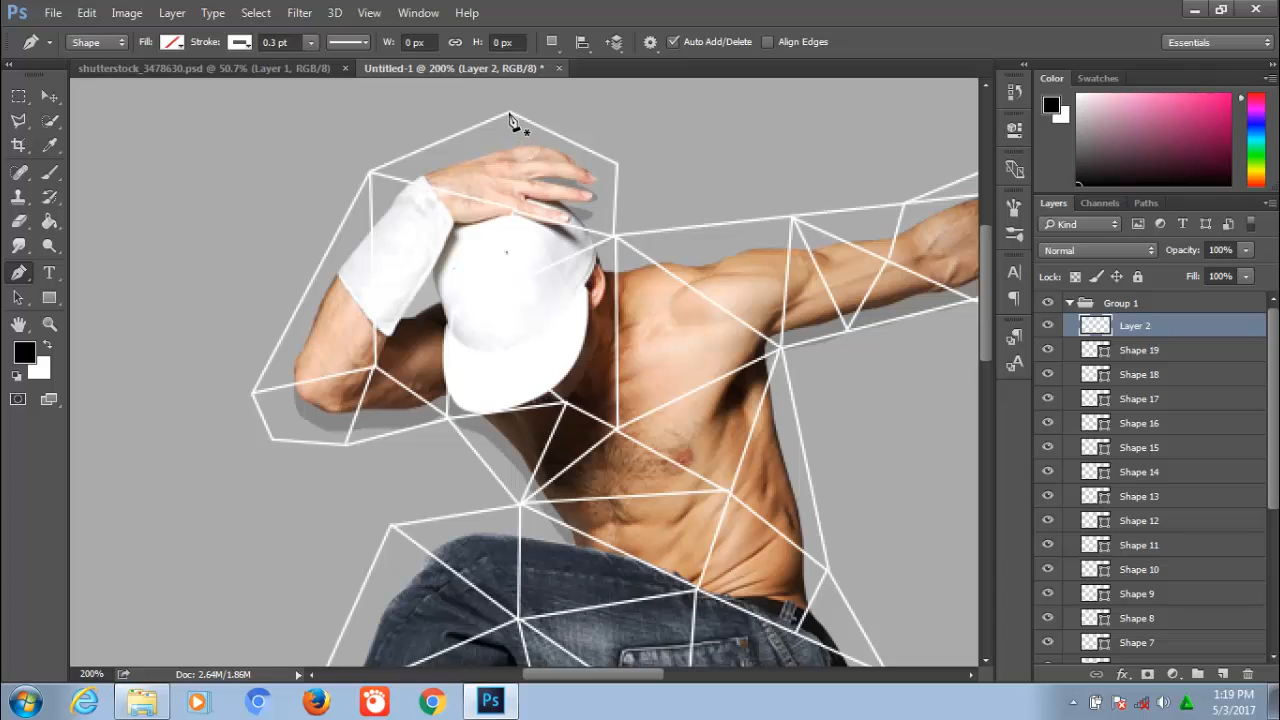 Ps File Edit Image Layer Type Select Filter 3D View Window Help
Shape Fill: Stroke: 0.3 pt W: 0 px H: 0 px Auto Add/Delete Align Edges Essentials
shutterstock_3478630.psd @ 50.7% (Layer 1, RGB/8) × Untitled-1 @ 200% (Layer 2, RGB/8) * ×
Color Swatches
Layers Channels Paths
Kind
Normal Opacity: 100%
Lock: Fill: 100%
Group 1
Layer 2
Shape 19
Shape 18
Shape 17
Shape 16
Shape 15
Shape 14
Shape 13
Shape 12
Shape 11
Shape 10
Shape 9
Shape 8
Shape 7
200% Doc: 2.64M/1.86M
Ps 1:19 PM
5/3/2017